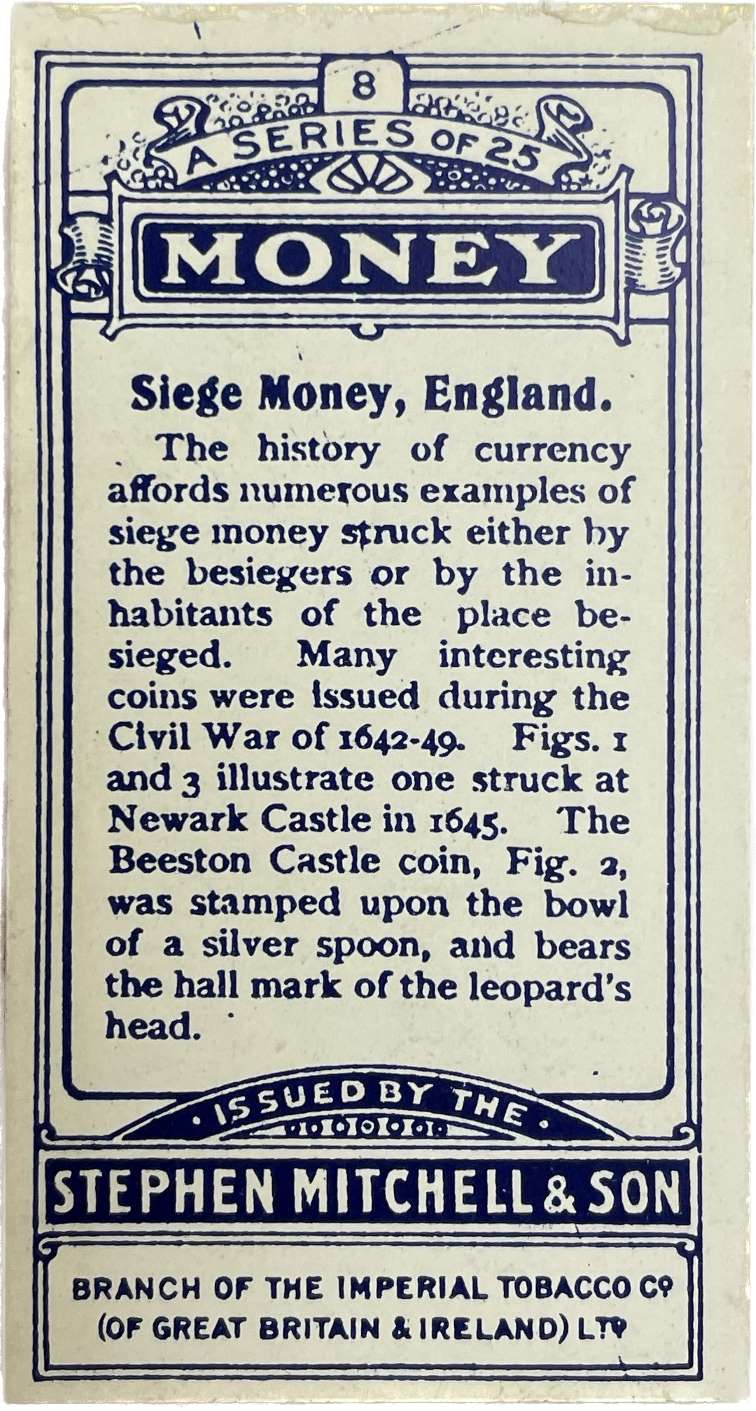 8
A SERIES OF 25
MONEY
Siege Money, England.
The history of currency
affords numerous examples of
siege money struck either by
the besiegers or by the in-
habitants of the place be-
sieged. Many interesting
coins were issued during the
Civil War of 1642-49. Figs. 1
and 3 illustrate one struck at
Newark Castle in 1645. The
Beeston Castle coin, Fig. 2,
was stamped upon the bowl
of a silver spoon, and bears
the hall mark of the leopard's
head.
· ISSUED BY THE ·
STEPHEN MITCHELL & SON
BRANCH OF THE IMPERIAL TOBACCO Cº
(OF GREAT BRITAIN & IRELAND) LTD